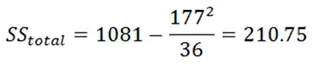 SS_total = 1081 − 177²/36 = 210.75